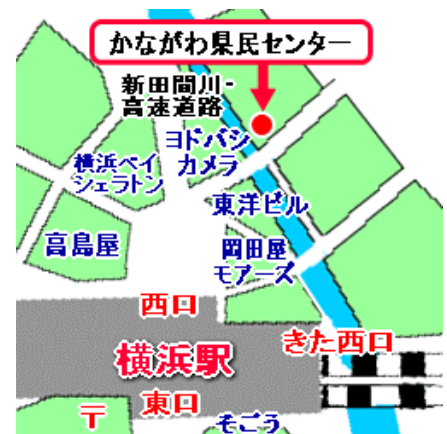 かながわ県民センター
新田間川・
高速道路
ヨドバシ
カメラ
横浜ベイ
シェラトン
東洋ビル
高島屋
岡田屋
モアーズ
西口
きた西口
横浜駅
〒
東口
そごう